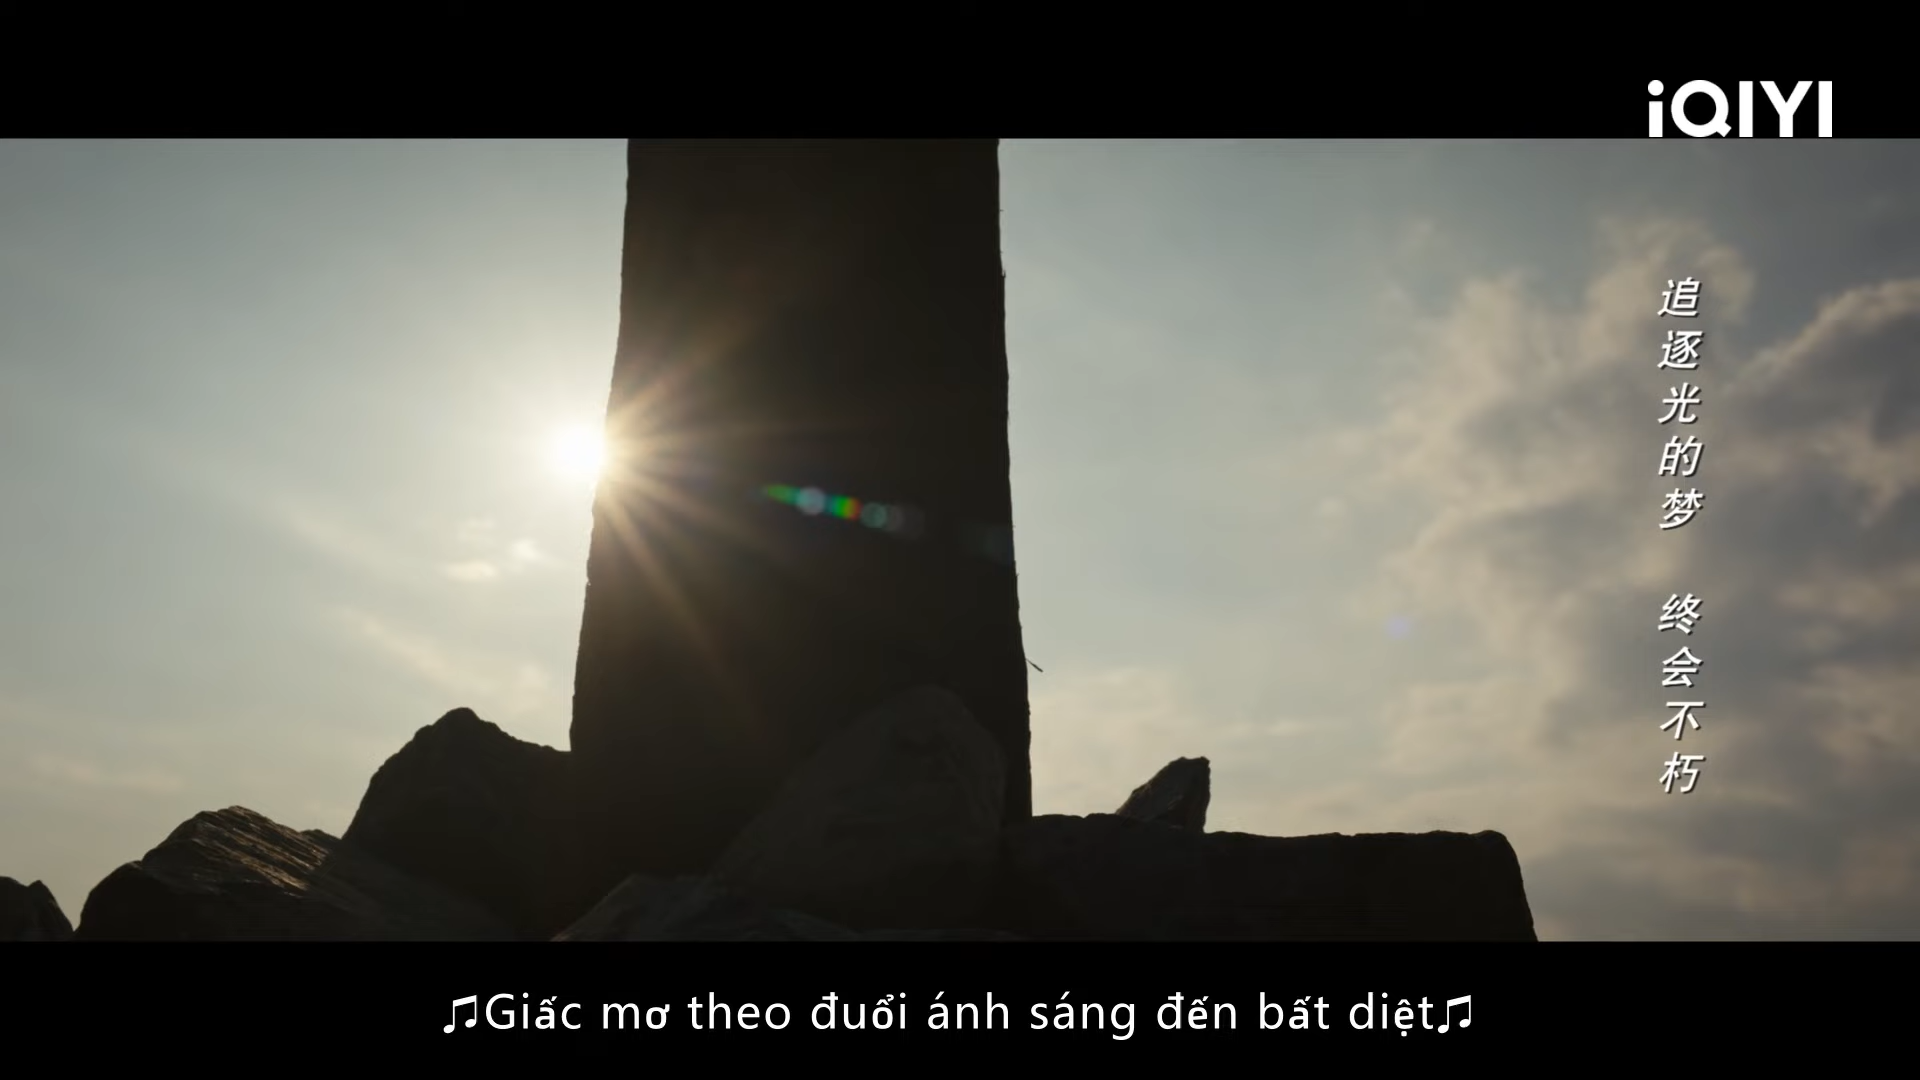 iQIYI
追逐光的梦 终会不朽
♫Giấc mơ theo đuổi ánh sáng đến bất diệt♫